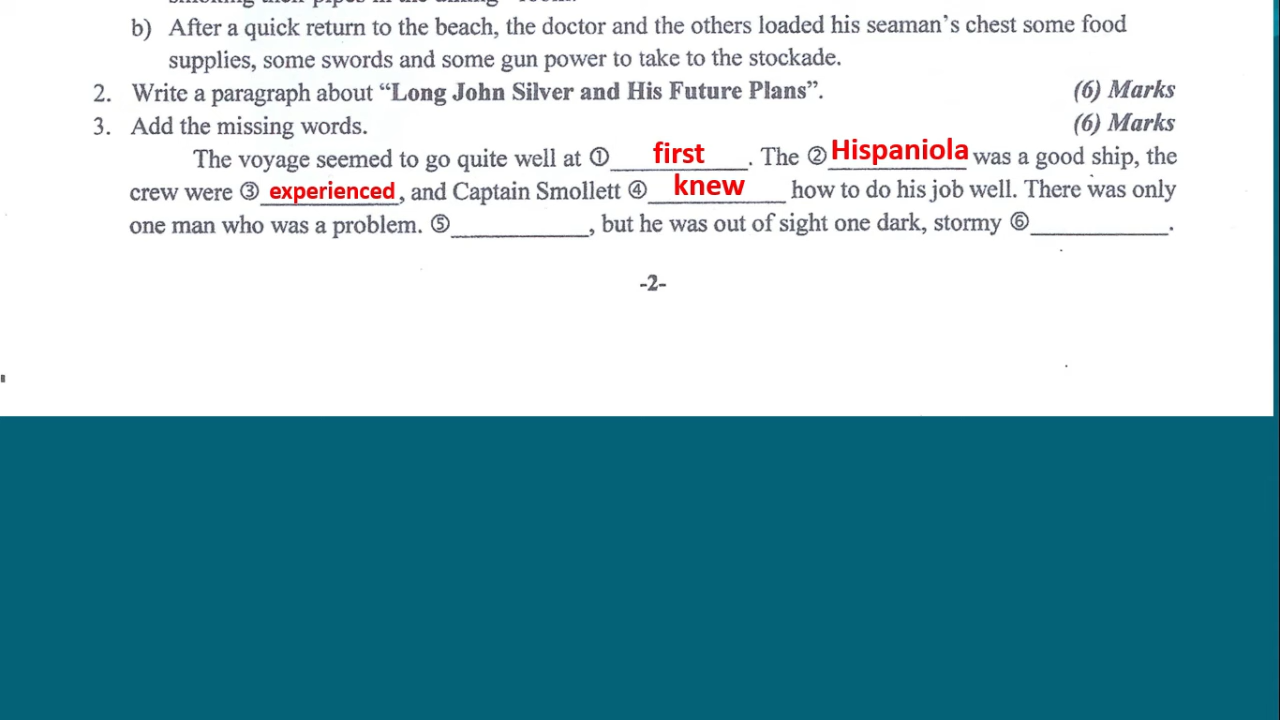 b) After a quick return to the beach, the doctor and the others loaded his seaman's chest some food
supplies, some swords and some gun power to take to the stockade.
2. Write a paragraph about “Long John Silver and His Future Plans”. (6) Marks
3. Add the missing words. (6) Marks
The voyage seemed to go quite well at ① first. The ② Hispaniola was a good ship, the
crew were ③ experienced, and Captain Smollett ④ knew how to do his job well. There was only
one man who was a problem. ⑤____________, but he was out of sight one dark, stormy ⑥____________.
-2-